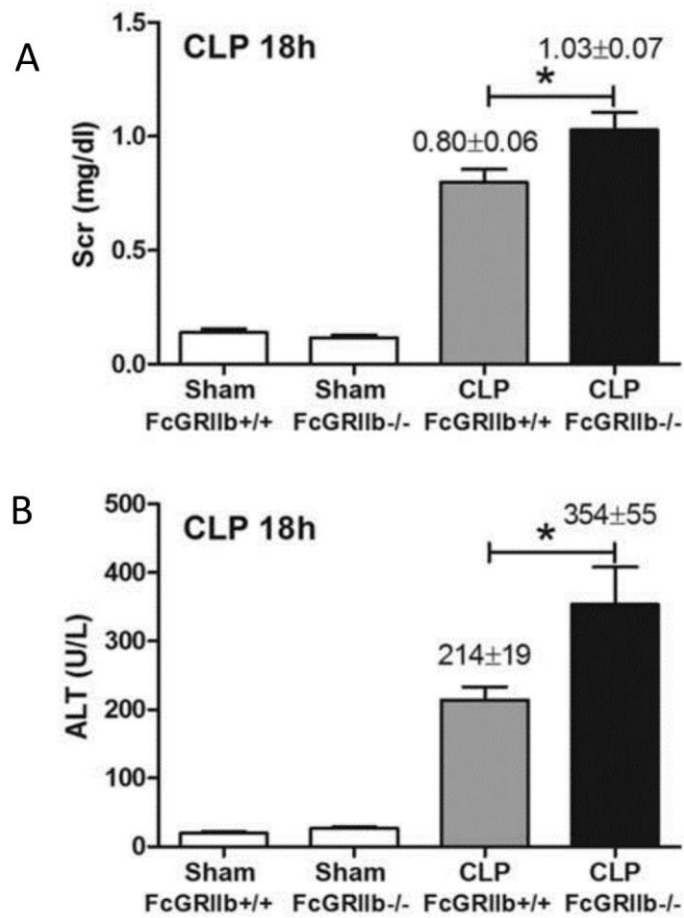 A
CLP 18h
1.03±0.07
*
0.80±0.06
Scr (mg/dl)
1.5
1.0
0.5
0.0
Sham Sham CLP CLP
FcGRIIb+/+ FcGRIIb-/- FcGRIIb+/+ FcGRIIb-/-
B
CLP 18h
354±55
*
214±19
ALT (U/L)
500
400
300
200
100
0
Sham Sham CLP CLP
FcGRIIb+/+ FcGRIIb-/- FcGRIIb+/+ FcGRIIb-/-